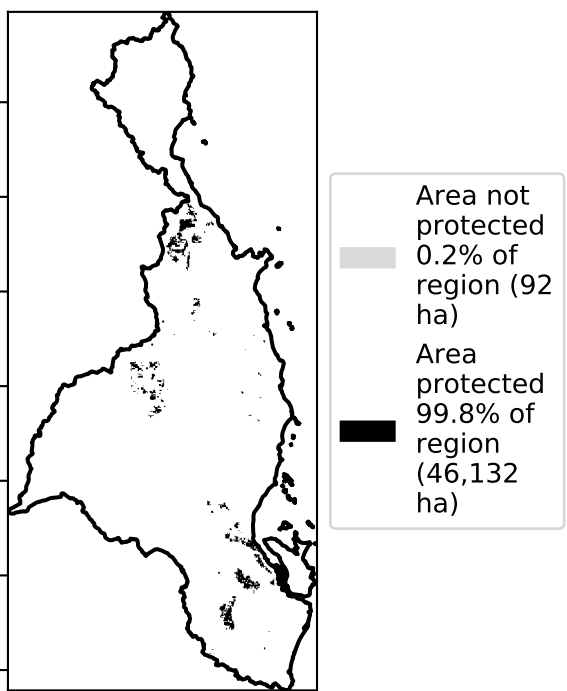 Area not
protected
0.2% of
region (92
ha)
Area
protected
99.8% of
region
(46,132
ha)